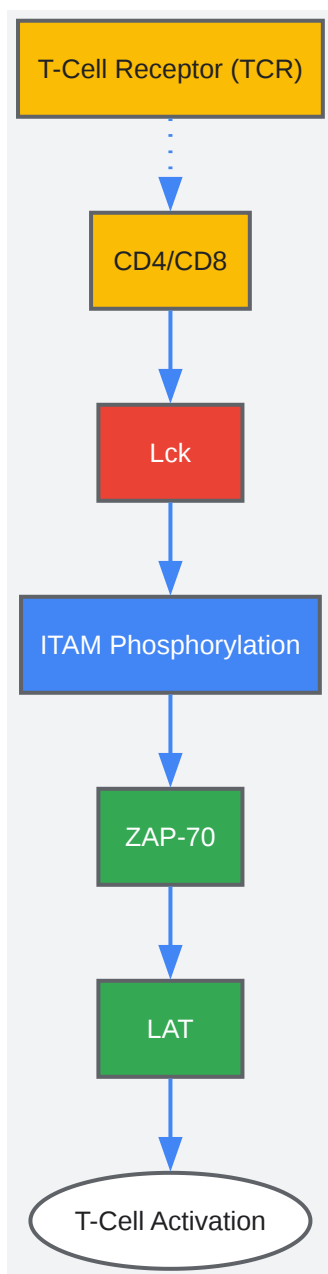 T-Cell Receptor (TCR)
CD4/CD8
Lck
ITAM Phosphorylation
ZAP-70
LAT
T-Cell Activation